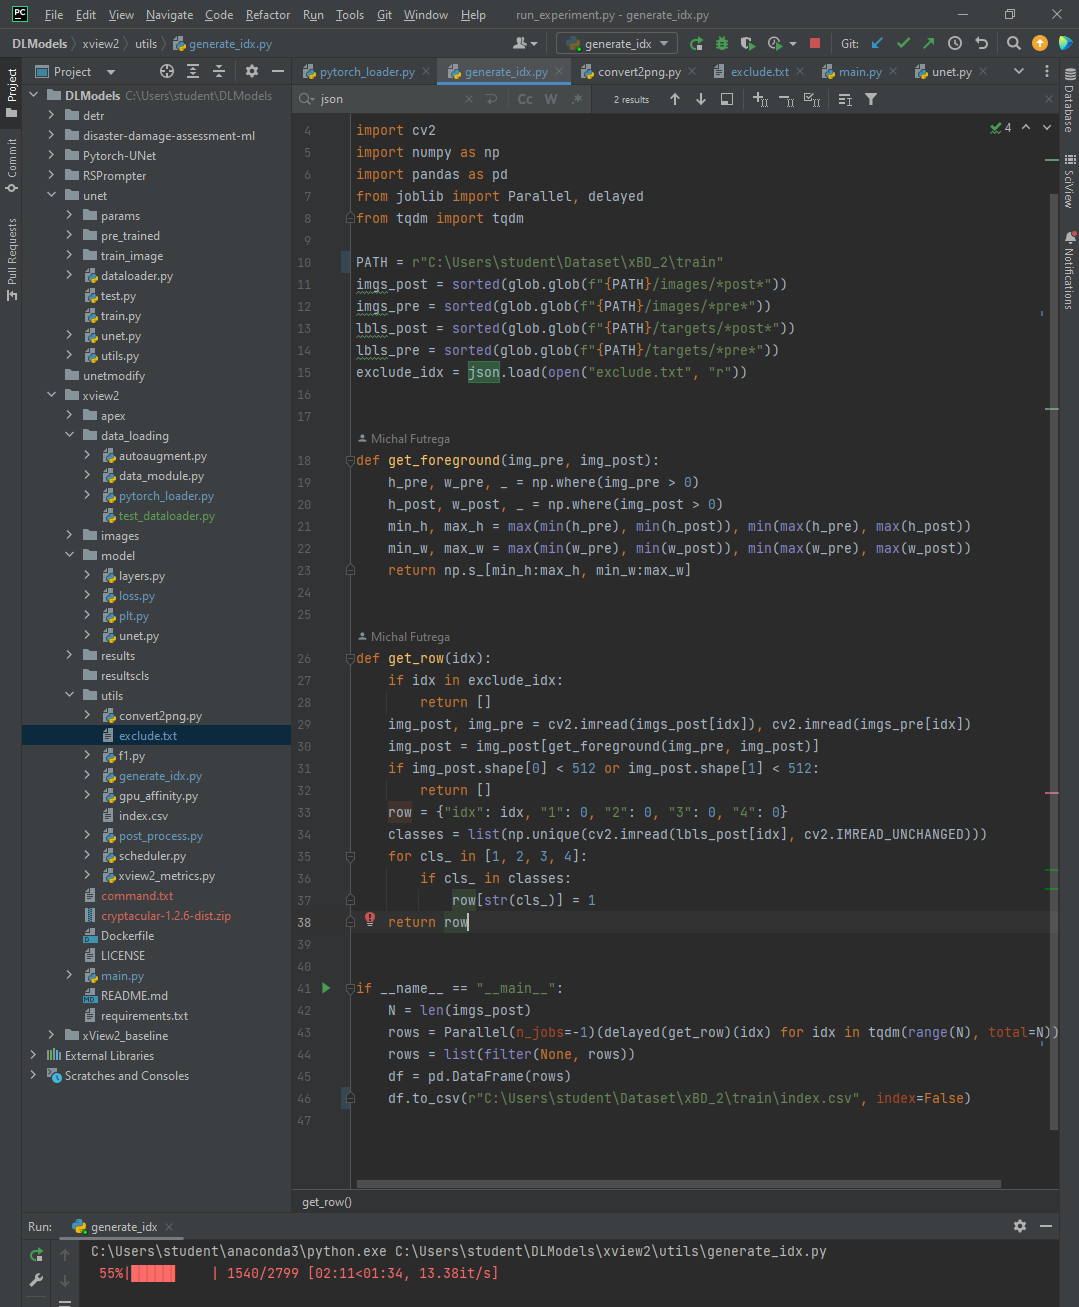 PC File Edit View Navigate Code Refactor Run Tools Git Window Help run_experiment.py - generate_idx.py
DLModels xview2 utils generate_idx.py generate_idx Git:
Project pytorch_loader.py generate_idx.py convert2png.py exclude.txt main.py unet.py
json Cc W .* 2 results
Project
Commit
Pull Requests
DLModels C:\Users\student\DLModels
detr
disaster-damage-assessment-ml
Pytorch-UNet
RSPrompter
unet
params
pre_trained
train_image
dataloader.py
test.py
train.py
unet.py
utils.py
unetmodify
xview2
apex
data_loading
autoaugment.py
data_module.py
pytorch_loader.py
test_dataloader.py
images
model
layers.py
loss.py
plt.py
unet.py
results
resultscls
utils
convert2png.py
exclude.txt
f1.py
generate_idx.py
gpu_affinity.py
index.csv
post_process.py
scheduler.py
xview2_metrics.py
command.txt
cryptacular-1.2.6-dist.zip
Dockerfile
LICENSE
main.py
README.md
requirements.txt
xView2_baseline
External Libraries
Scratches and Consoles
4 import cv2 4
5 import numpy as np
6 import pandas as pd
7 from joblib import Parallel, delayed
8 from tqdm import tqdm
9
10 PATH = r"C:\Users\student\Dataset\xBD_2\train"
11 imgs_post = sorted(glob.glob(f"{PATH}/images/*post*"))
12 imgs_pre = sorted(glob.glob(f"{PATH}/images/*pre*"))
13 lbls_post = sorted(glob.glob(f"{PATH}/targets/*post*"))
14 lbls_pre = sorted(glob.glob(f"{PATH}/targets/*pre*"))
15 exclude_idx = json.load(open("exclude.txt", "r"))
16
17
Michal Futrega
18 def get_foreground(img_pre, img_post):
19 h_pre, w_pre, _ = np.where(img_pre > 0)
20 h_post, w_post, _ = np.where(img_post > 0)
21 min_h, max_h = max(min(h_pre), min(h_post)), min(max(h_pre), max(h_post))
22 min_w, max_w = max(min(w_pre), min(w_post)), min(max(w_pre), max(w_post))
23 return np.s_[min_h:max_h, min_w:max_w]
24
25
Michal Futrega
26 def get_row(idx):
27 if idx in exclude_idx:
28 return []
29 img_post, img_pre = cv2.imread(imgs_post[idx]), cv2.imread(imgs_pre[idx])
30 img_post = img_post[get_foreground(img_pre, img_post)]
31 if img_post.shape[0] < 512 or img_post.shape[1] < 512:
32 return []
33 row = {"idx": idx, "1": 0, "2": 0, "3": 0, "4": 0}
34 classes = list(np.unique(cv2.imread(lbls_post[idx], cv2.IMREAD_UNCHANGED)))
35 for cls_ in [1, 2, 3, 4]:
36 if cls_ in classes:
37 row[str(cls_)] = 1
38 return row
39
40
41 if __name__ == "__main__":
42 N = len(imgs_post)
43 rows = Parallel(n_jobs=-1)(delayed(get_row)(idx) for idx in tqdm(range(N), total=N))
44 rows = list(filter(None, rows))
45 df = pd.DataFrame(rows)
46 df.to_csv(r"C:\Users\student\Dataset\xBD_2\train\index.csv", index=False)
47
get_row()
Database
SciView
Notifications
Run: generate_idx
C:\Users\student\anaconda3\python.exe C:\Users\student\DLModels\xview2\utils\generate_idx.py
55%| | 1540/2799 [02:11<01:34, 13.38it/s]